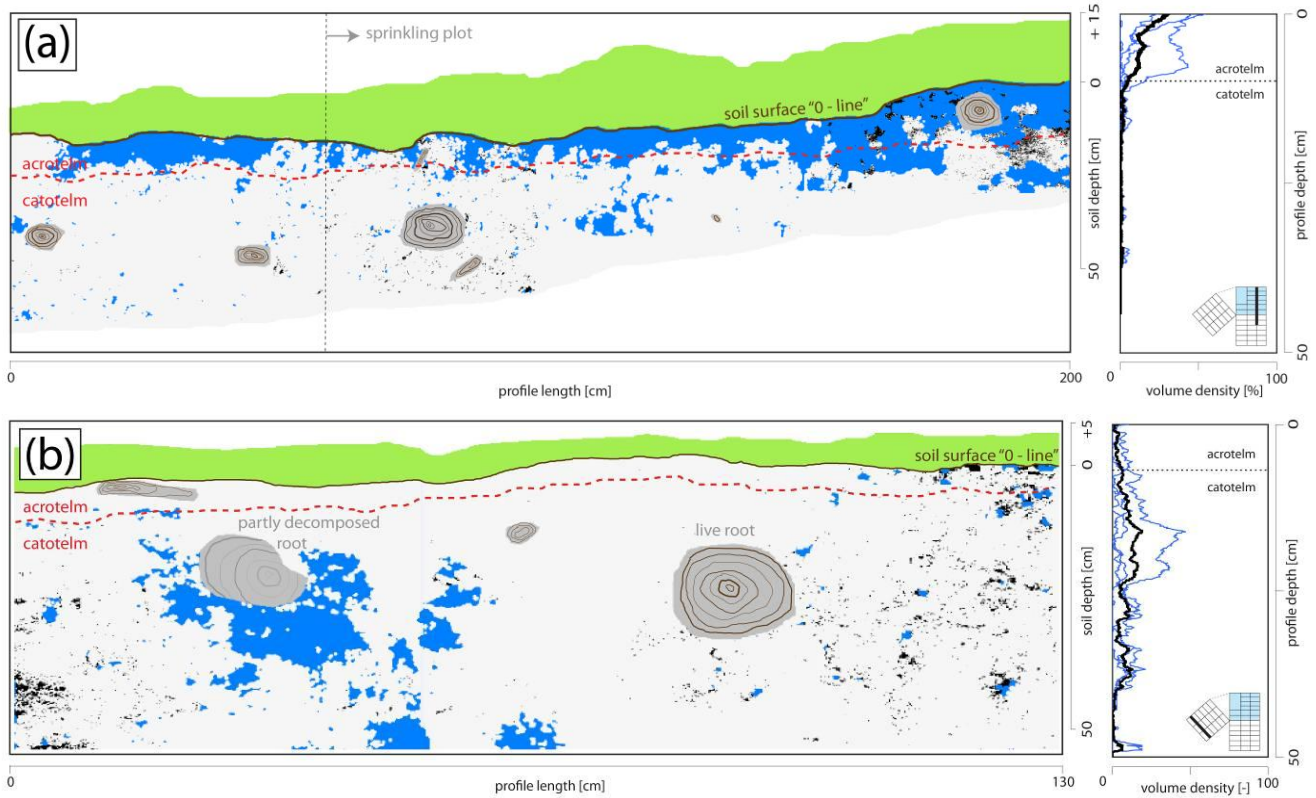 (a)
sprinkling plot
soil surface "0 - line"
acrotelm
catotelm
+ 15
0
50
soil depth [cm]
0
200
profile length [cm]
acrotelm
catotelm
0
50
profile depth [cm]
0
100
volume density [%]
(b)
soil surface "0 - line"
acrotelm
catotelm
partly decomposed
root
live root
+5
0
50
soil depth [cm]
0
130
profile length [cm]
acrotelm
catotelm
0
50
profile depth [cm]
0
100
volume density [-]